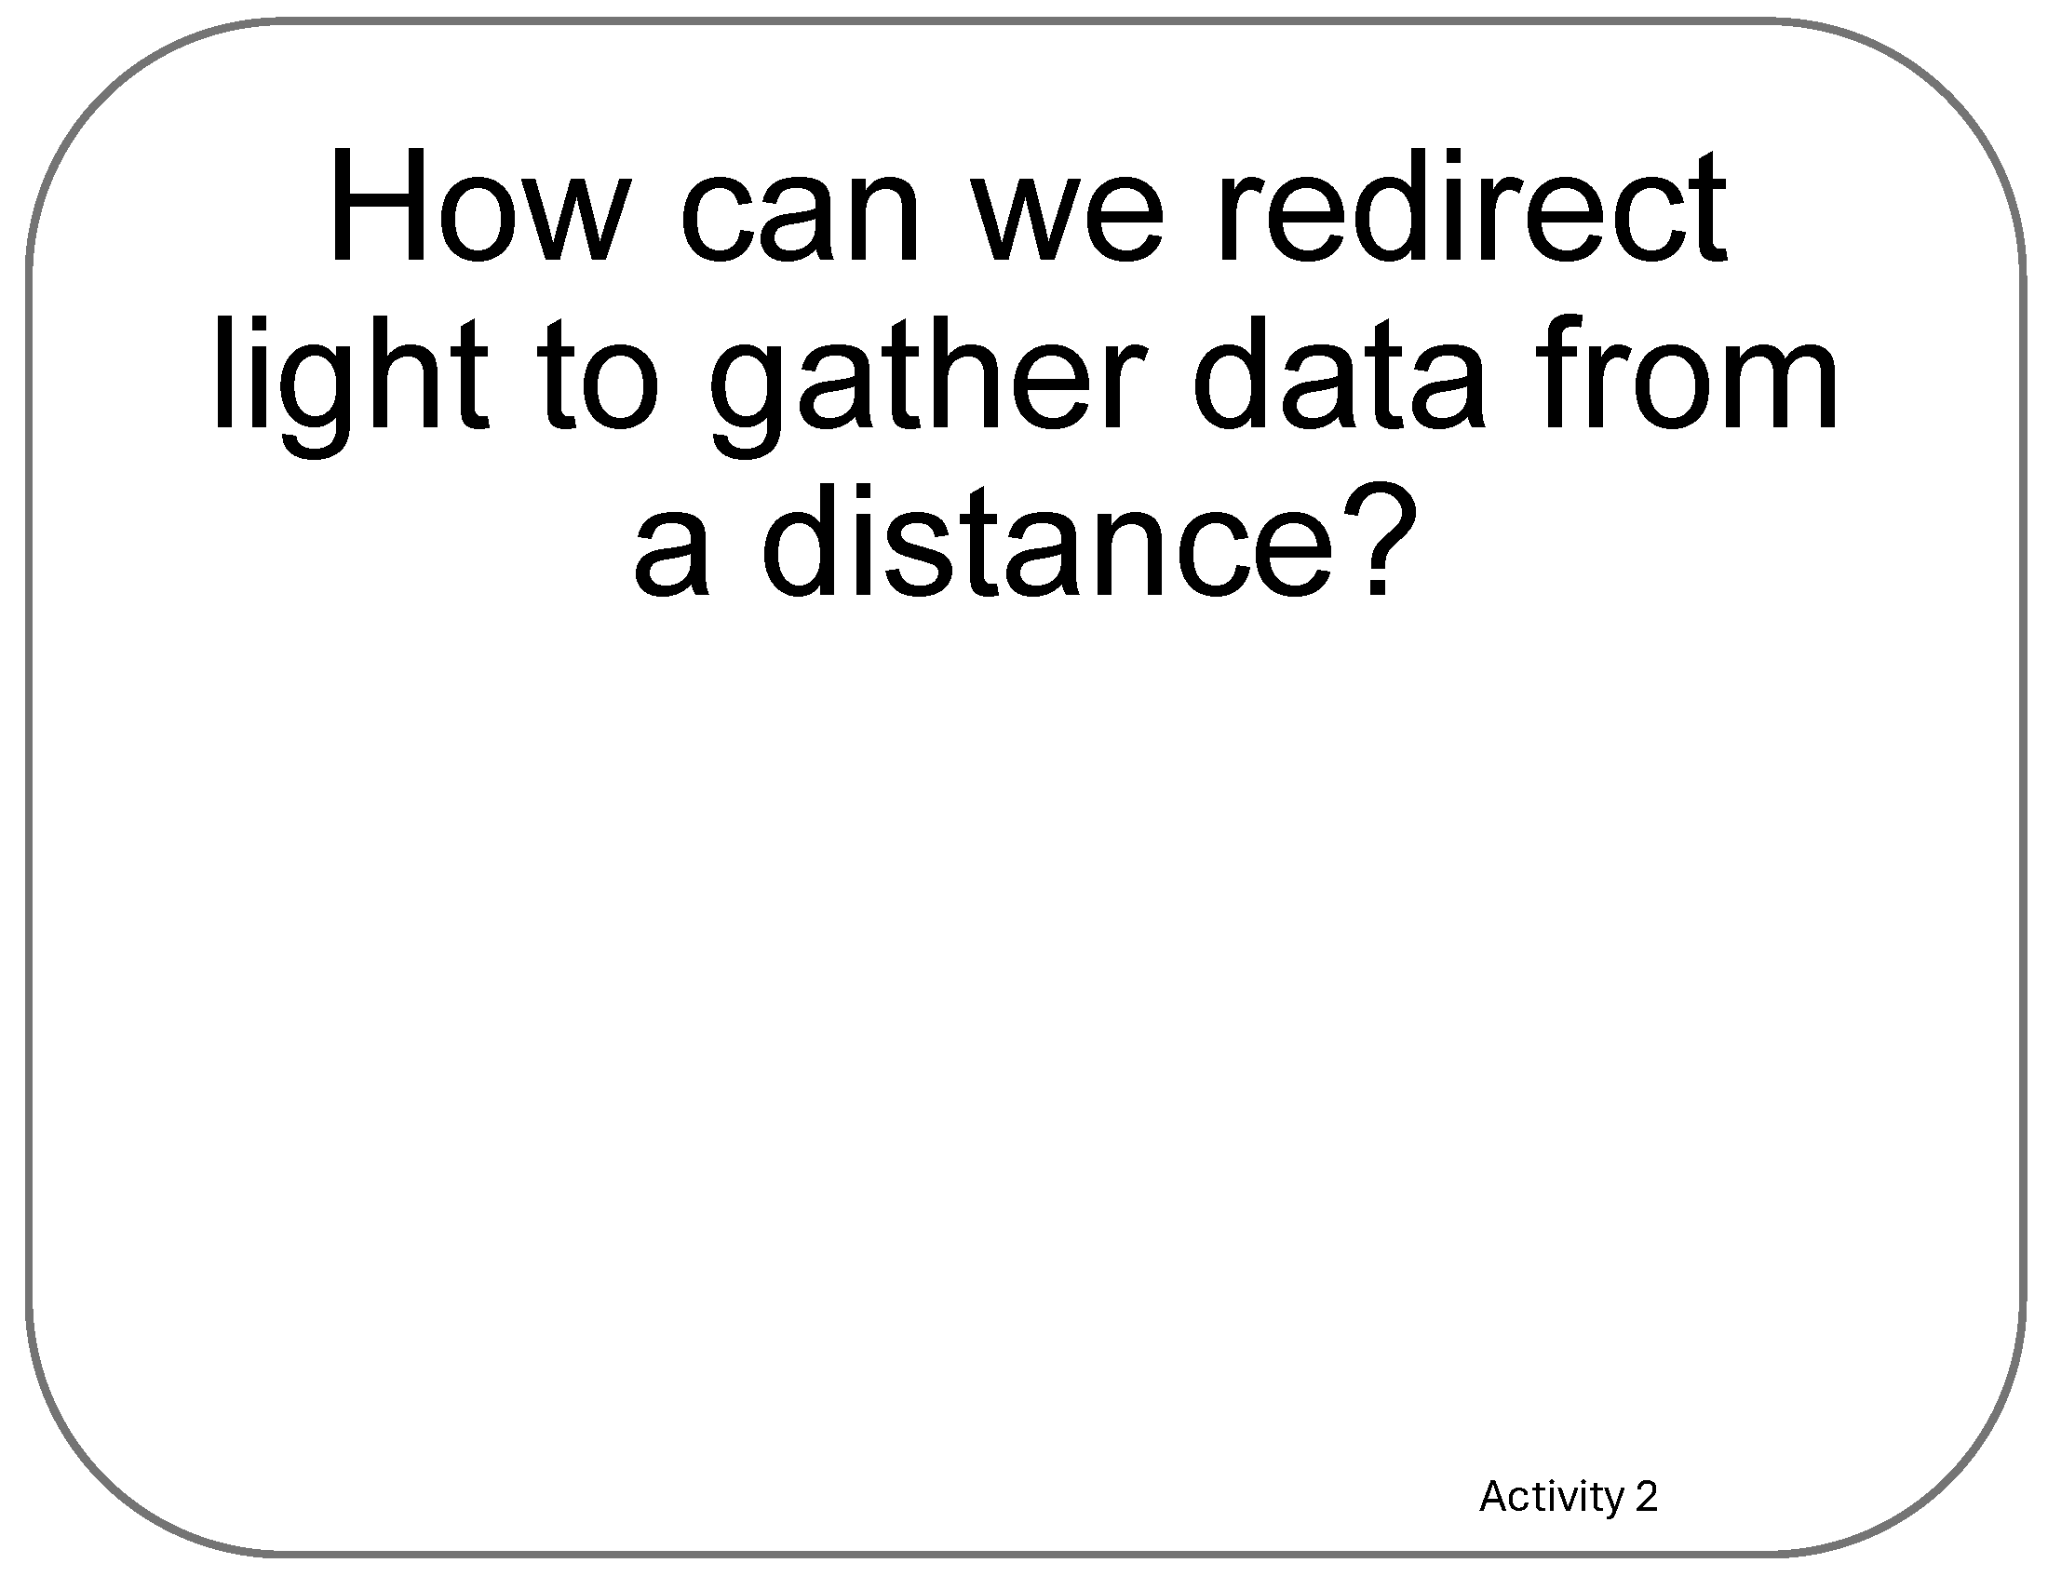 How can we redirect
light to gather data from
a distance?
Activity 2